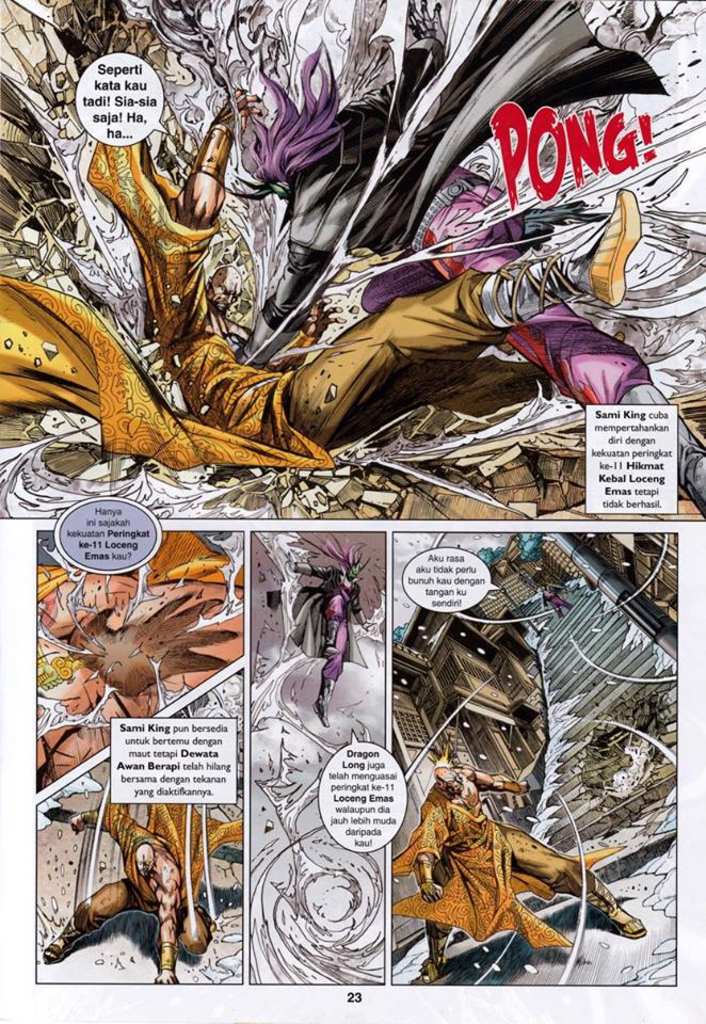 Seperti
kata kau
tadi! Sia-sia
saja! Ha,
ha...
PONG!
Sami King cuba
mempertahankan
diri dengan
kekuatan peringkat
ke-11 Hikmat
Kebal Loceng
Emas tetapi
tidak berhasil.
Hanya
ini sajakah
kekuatan Peringkat
ke-11 Loceng
Emas kau?
Sami King pun bersedia
untuk bertemu dengan
maut tetapi Dewata
Awan Berapi telah hilang
bersama dengan tekanan
yang diaktifkannya.
Dragon
Long juga
telah menguasai
peringkat ke-11
Loceng Emas
walaupun dia
jauh lebih muda
daripada
kau!
Aku rasa
aku tidak perlu
bunuh kau dengan
tangan ku
sendiri!
23